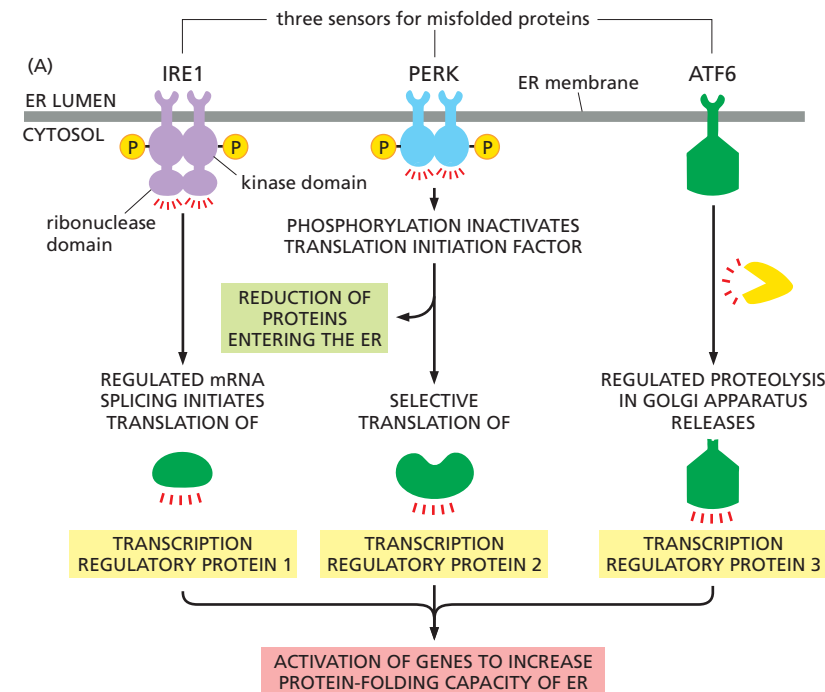 three sensors for misfolded proteins
(A)
IRE1
PERK
ATF6
ER membrane
ER LUMEN
CYTOSOL
P
P
P
P
kinase domain
ribonuclease
domain
PHOSPHORYLATION INACTIVATES
TRANSLATION INITIATION FACTOR
REDUCTION OF
PROTEINS
ENTERING THE ER
REGULATED mRNA
SPLICING INITIATES
TRANSLATION OF
SELECTIVE
TRANSLATION OF
REGULATED PROTEOLYSIS
IN GOLGI APPARATUS
RELEASES
TRANSCRIPTION
REGULATORY PROTEIN 1
TRANSCRIPTION
REGULATORY PROTEIN 2
TRANSCRIPTION
REGULATORY PROTEIN 3
ACTIVATION OF GENES TO INCREASE
PROTEIN-FOLDING CAPACITY OF ER